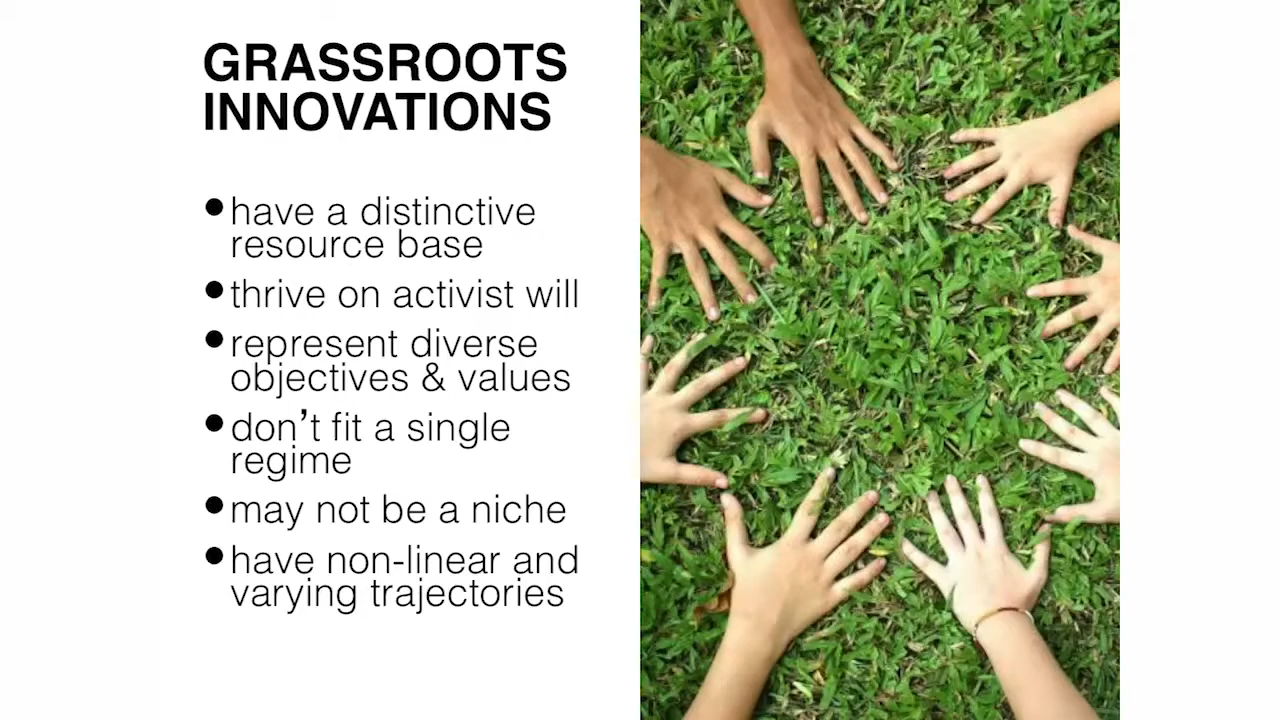 GRASSROOTS
INNOVATIONS
•have a distinctive
resource base
•thrive on activist will
•represent diverse
objectives & values
•don’t fit a single
regime
•may not be a niche
•have non-linear and
varying trajectories